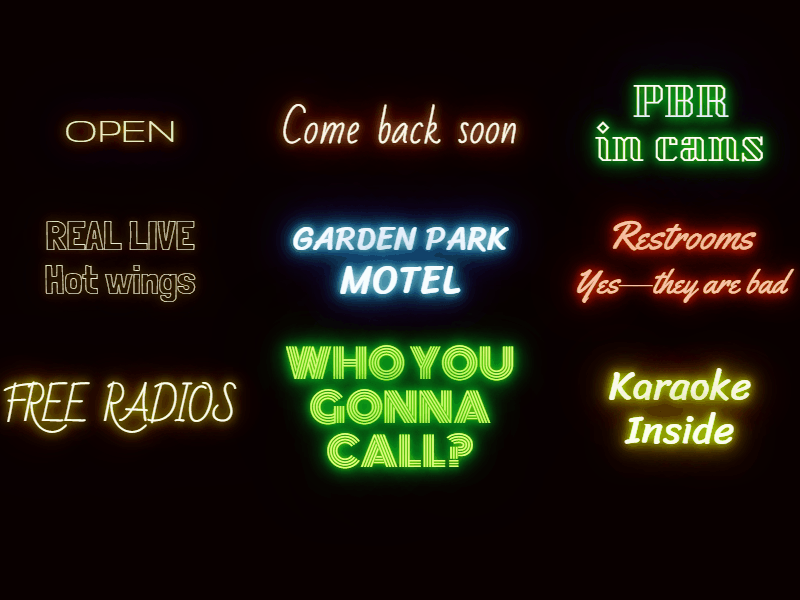 OPEN
Come back soon
PBR
in cans
REAL LIVE
Hot wings
GARDEN PARK
MOTEL
Restrooms
Yes—they are bad
FREE RADIOS
WHO YOU
GONNA
CALL?
Karaoke
Inside